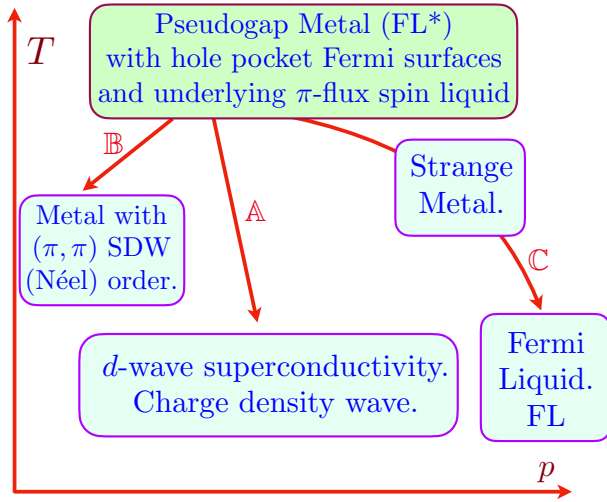 T
Pseudogap Metal (FL*)
with hole pocket Fermi surfaces
and underlying π-flux spin liquid
𝔹
Strange
Metal.
𝔸
Metal with
(π, π) SDW
(Néel) order.
ℂ
d-wave superconductivity.
Charge density wave.
Fermi
Liquid.
FL
p